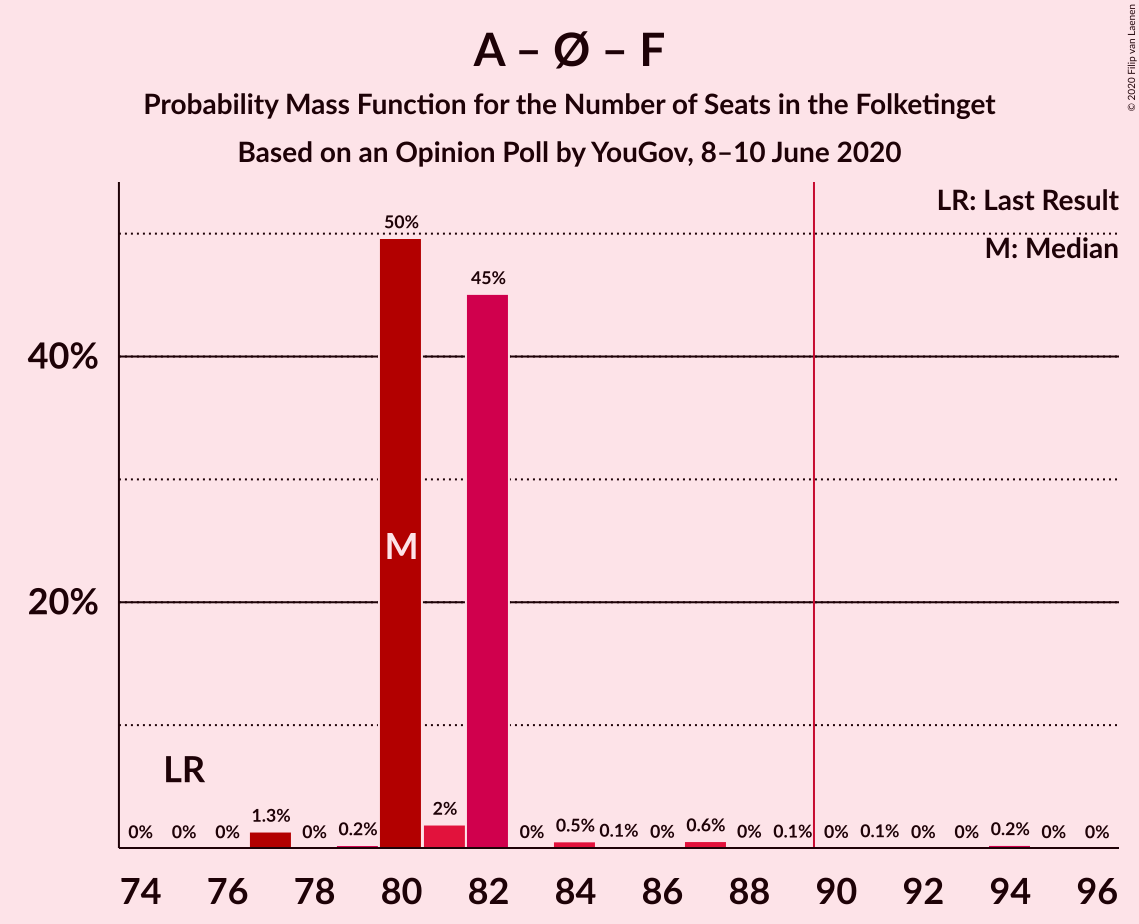 A – Ø – F
Probability Mass Function for the Number of Seats in the Folketinget
Based on an Opinion Poll by YouGov, 8–10 June 2020
© 2020 Filip van Laenen
LR: Last Result
M: Median
50%
45%
40%
M
20%
LR
0% 0% 0% 1.3% 0% 0.2% 2% 0% 0.5% 0.1% 0% 0.6% 0% 0.1% 0% 0.1% 0% 0% 0.2% 0% 0%
74 76 78 80 82 84 86 88 90 92 94 96